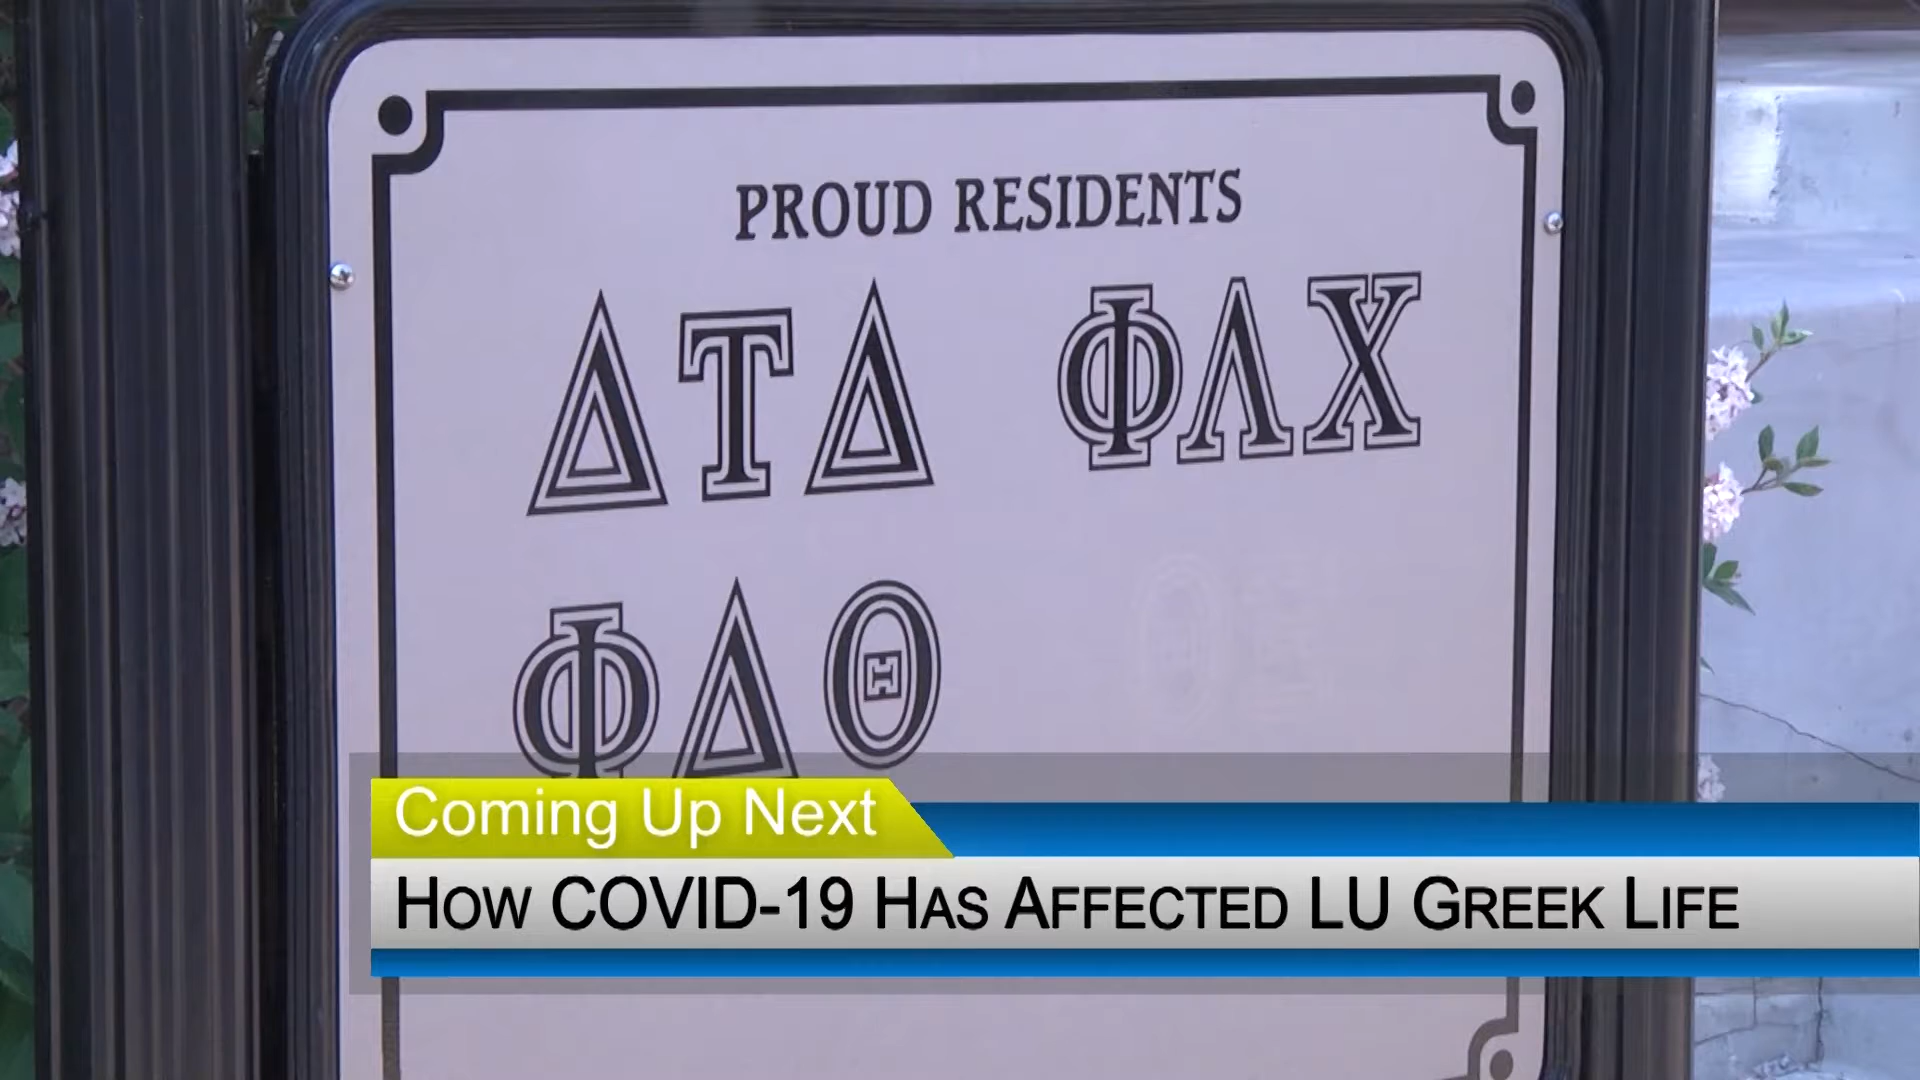 PROUD RESIDENTS
ΔΤΔ ΦΛΧ
ΦΔΘ
Coming Up Next
How COVID-19 Has Affected LU Greek Life